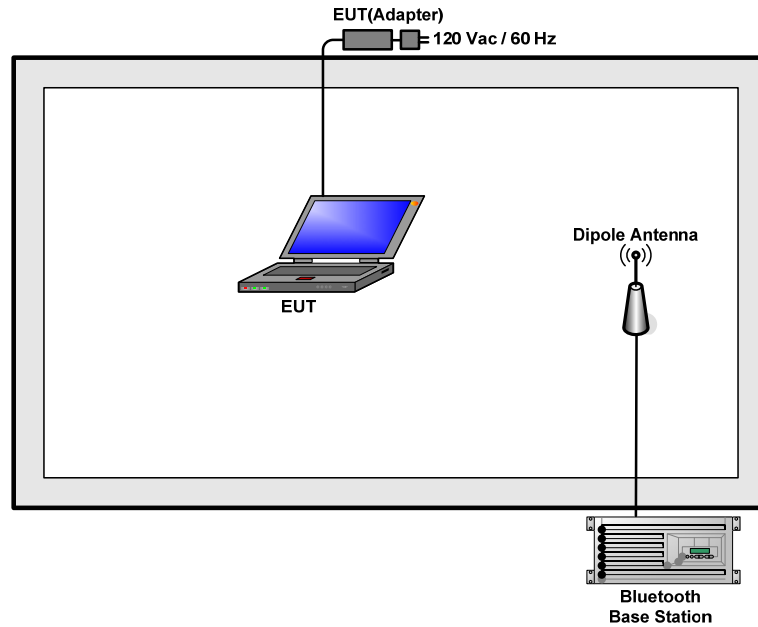 EUT(Adapter)
120 Vac / 60 Hz
Dipole Antenna
EUT
Bluetooth
Base Station